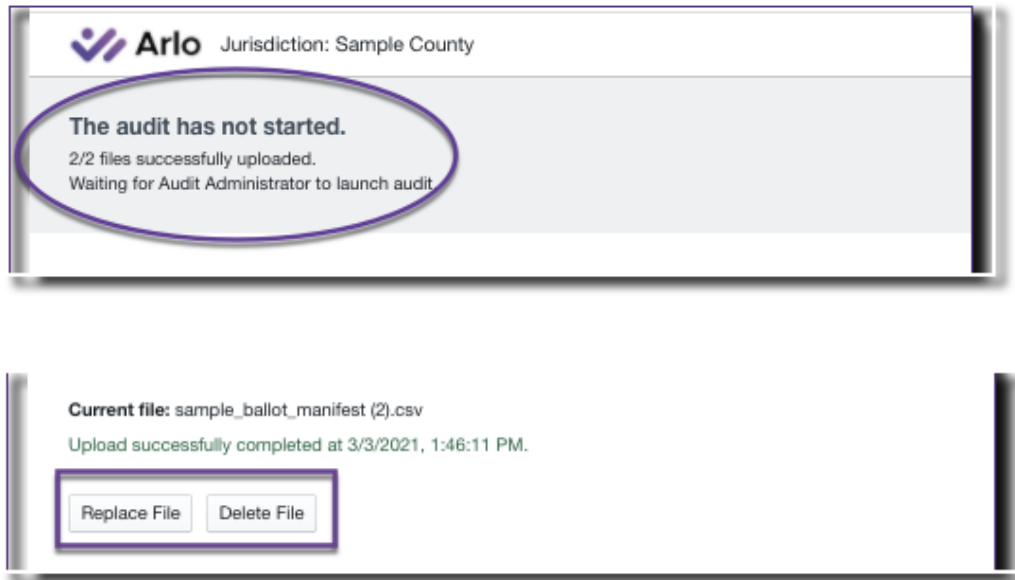 Arlo Jurisdiction: Sample County
The audit has not started.
2/2 files successfully uploaded.
Waiting for Audit Administrator to launch audit.
Current file: sample_ballot_manifest (2).csv
Upload successfully completed at 3/3/2021, 1:46:11 PM.
Replace File Delete File